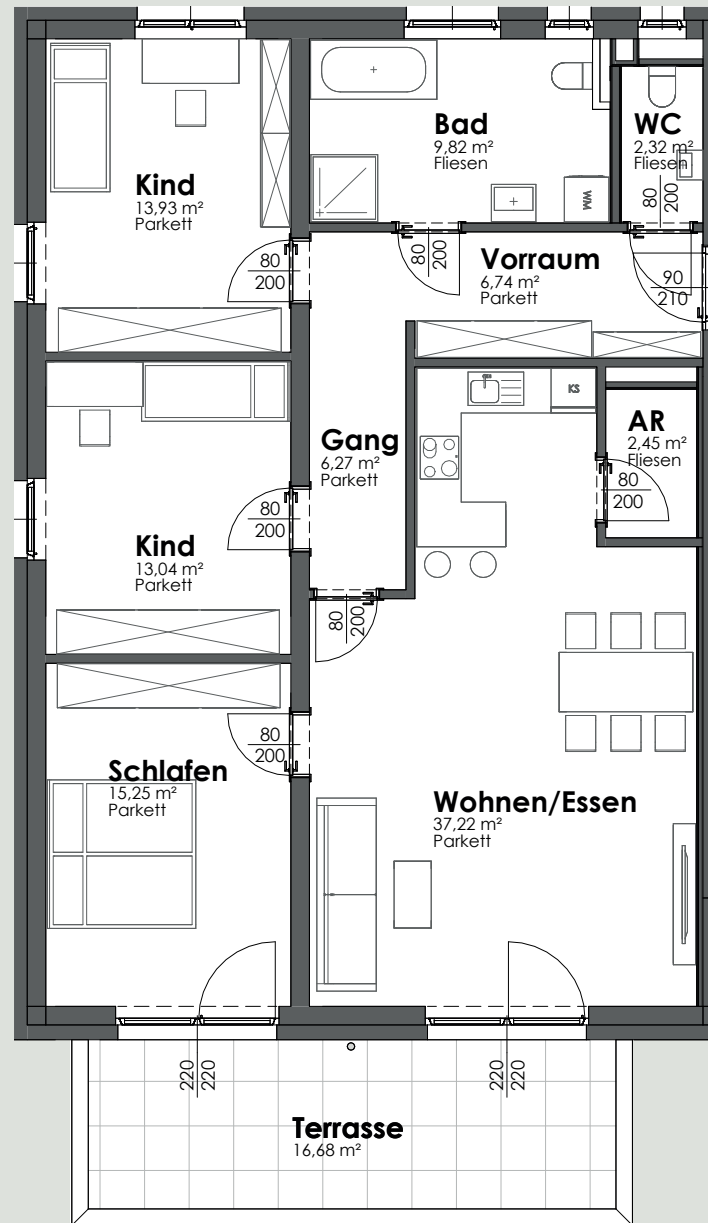 Bad
9,82 m²
Fliesen
WC
2,32 m²
Fliesen
80
200
Kind
13,93 m²
Parkett
WM
80
200
80
200
Vorraum
6,74 m²
Parkett
90
210
KS
Gang
6,27 m²
Parkett
AR
2,45 m²
Fliesen
80
200
80
200
Kind
13,04 m²
Parkett
80
200
80
200
Schlafen
15,25 m²
Parkett
Wohnen/Essen
37,22 m²
Parkett
220
220
220
220
Terrasse
16,68 m²